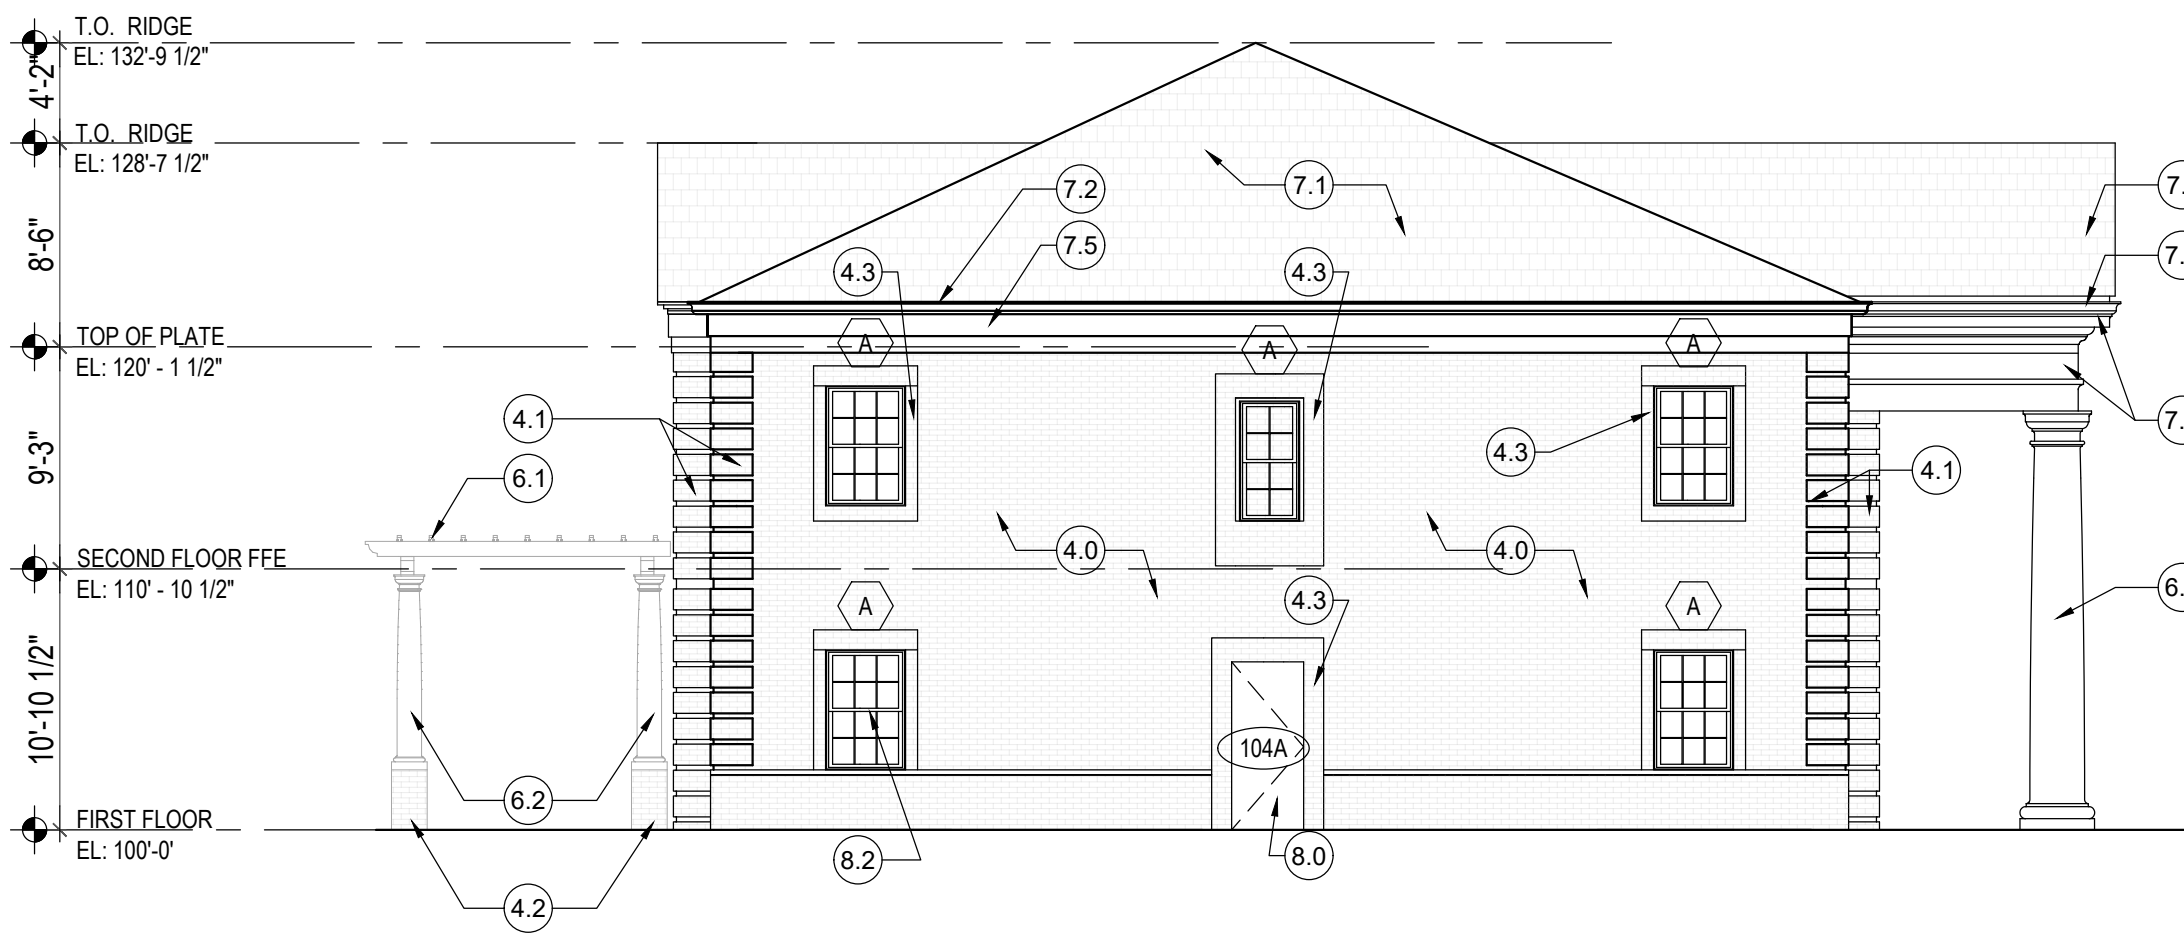 T.O. RIDGE
EL: 132'-9 1/2"
4'-2"
T.O. RIDGE
EL: 128'-7 1/2"
7.2
7.1
7.
7.5
7.
4.3
4.3
8'-6"
TOP OF PLATE
EL: 120' - 1 1/2"
A
A
A
4.1
7.
9'-3"
6.1
4.3
4.1
SECOND FLOOR FFE
EL: 110' - 10 1/2"
4.0
4.0
A
4.3
A
6.
10'-10 1/2"
104A
6.2
FIRST FLOOR
EL: 100'-0'
8.2
8.0
4.2